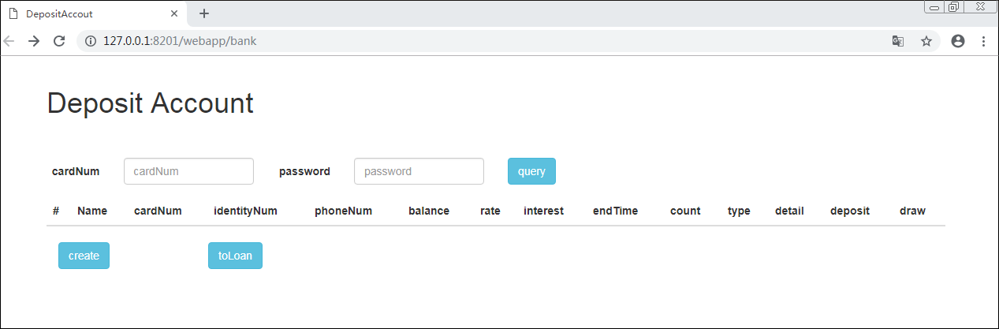 DepositAccout
127.0.0.1:8201/webapp/bank
Deposit Account
cardNum cardNum password password query
# Name cardNum identityNum phoneNum balance rate interest endTime count type detail deposit draw
create toLoan